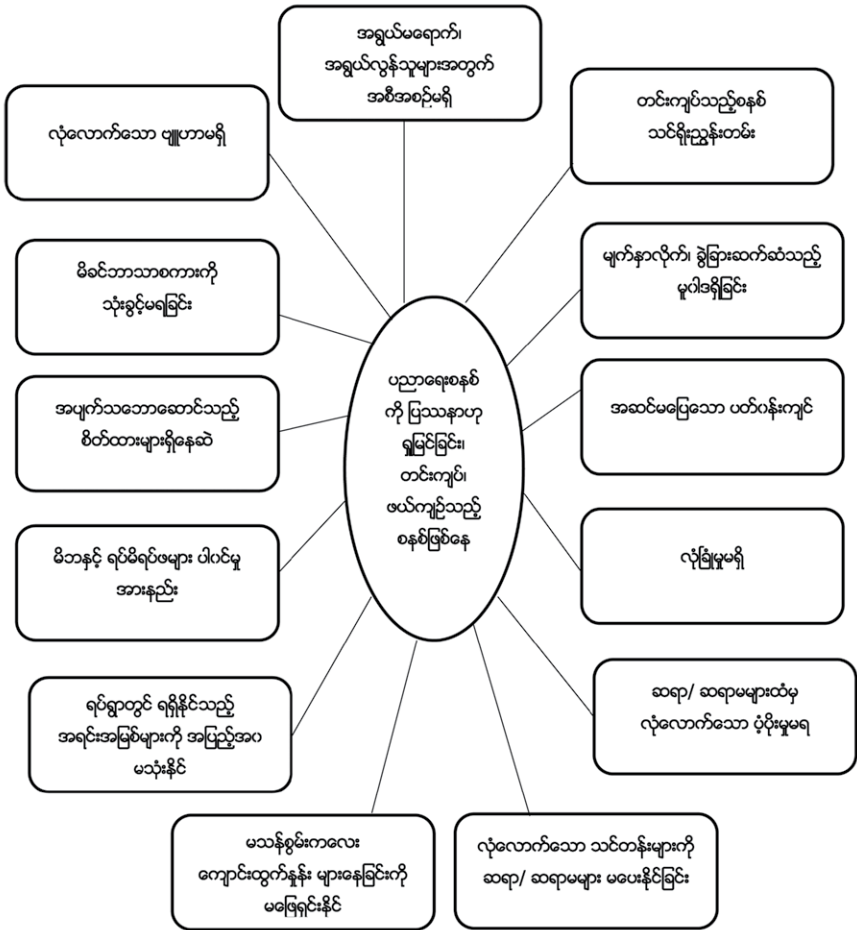 အရွယ်မရောက်၊
အရွယ်လွန်သူများအတွက်
အစီအစဉ်မရှိ
လုံလောက်သော ဗျူဟာမရှိ
တင်းကျပ်သည့်စနစ်
သင်ရိုးညွှန်းတမ်း
မိခင်ဘာသာစကားကို
သုံးခွင့်မရခြင်း
မျက်နှာလိုက်၊ ခွဲခြားဆက်ဆံသည့်
မူဝါဒရှိခြင်း
ပညာရေးစနစ်
ကို ပြဿနာဟု
ရှုမြင်ခြင်း၊
တင်းကျပ်၊
ဖယ်ကျဉ်သည့်
စနစ်ဖြစ်နေ
အပျက်သဘောဆောင်သည့်
စိတ်ထားများရှိနေဆဲ
အဆင်မပြေသော ပတ်ဝန်းကျင်
မိဘနှင့် ရပ်မိရပ်ဖများ ပါဝင်မှု
အားနည်း
လုံခြုံမှုမရှိ
ရပ်ရွာတွင် ရရှိနိုင်သည့်
အရင်းအမြစ်များကို အပြည့်အဝ
မသုံးနိုင်
ဆရာ/ ဆရာမများထံမှ
လုံလောက်သော ပံ့ပိုးမှုမရ
မသန်စွမ်းကလေး
ကျောင်းထွက်နှုန်း များနေခြင်းကို
မဖြေရှင်းနိုင်
လုံလောက်သော သင်တန်းများကို
ဆရာ/ ဆရာမများ မပေးနိုင်ခြင်း